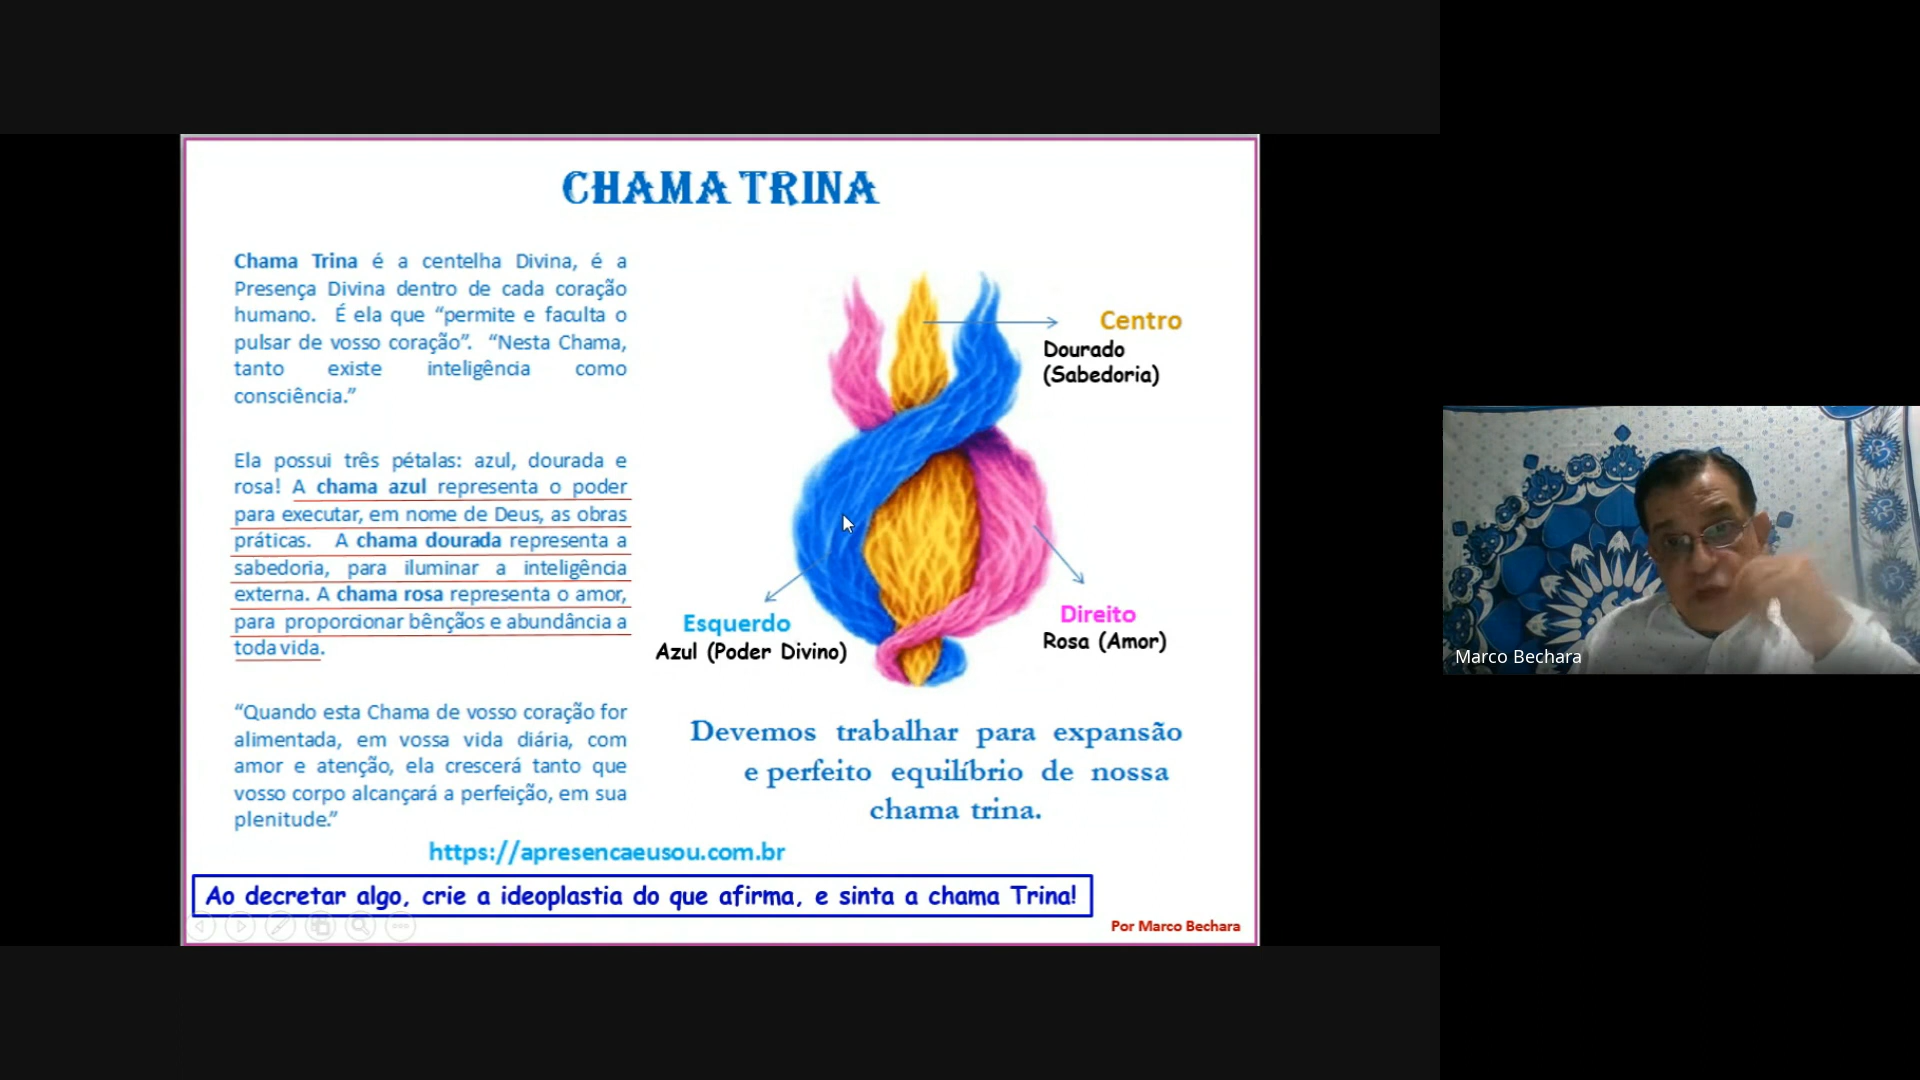 CHAMA TRINA
Chama Trina é a centelha Divina, é a
Presença Divina dentro de cada coração
humano. É ela que “permite e faculta o
pulsar de vosso coração”. “Nesta Chama,
tanto existe inteligência como
consciência.”
Ela possui três pétalas: azul, dourada e
rosa! A chama azul representa o poder
para executar, em nome de Deus, as obras
práticas. A chama dourada representa a
sabedoria, para iluminar a inteligência
externa. A chama rosa representa o amor,
para proporcionar bênçãos e abundância a
toda vida.
“Quando esta Chama de vosso coração for
alimentada, em vossa vida diária, com
amor e atenção, ela crescerá tanto que
vosso corpo alcançará a perfeição, em sua
plenitude.”
Centro
Dourado
(Sabedoria)
Esquerdo
Azul (Poder Divino)
Direito
Rosa (Amor)
Devemos trabalhar para expansão
e perfeito equilíbrio de nossa
chama trina.
https://apresencaeusou.com.br
Ao decretar algo, crie a ideoplastia do que afirma, e sinta a chama Trina!
Por Marco Bechara
Marco Bechara